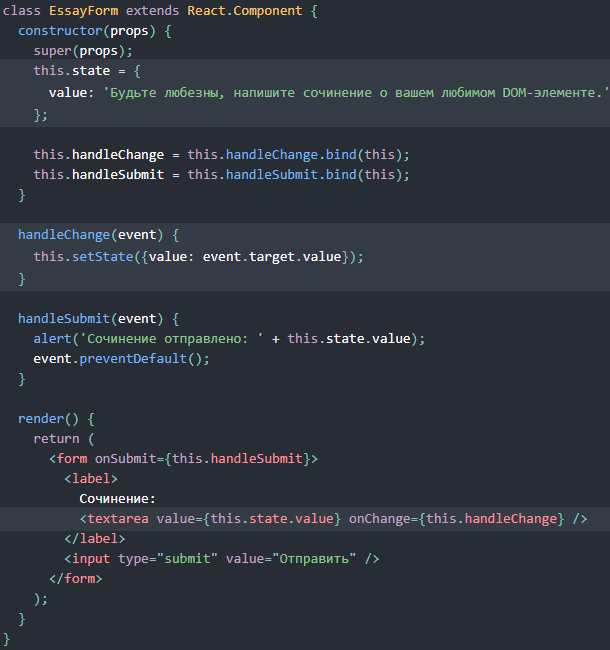 class EssayForm extends React.Component {
  constructor(props) {
    super(props);
    this.state = {
      value: 'Будьте любезны, напишите сочинение о вашем любимом DOM-элементе.'
    };

    this.handleChange = this.handleChange.bind(this);
    this.handleSubmit = this.handleSubmit.bind(this);
  }

  handleChange(event) {
    this.setState({value: event.target.value});
  }

  handleSubmit(event) {
    alert('Сочинение отправлено: ' + this.state.value);
    event.preventDefault();
  }

  render() {
    return (
      <form onSubmit={this.handleSubmit}>
        <label>
          Сочинение:
          <textarea value={this.state.value} onChange={this.handleChange} />
        </label>
        <input type="submit" value="Отправить" />
      </form>
    );
  }
}